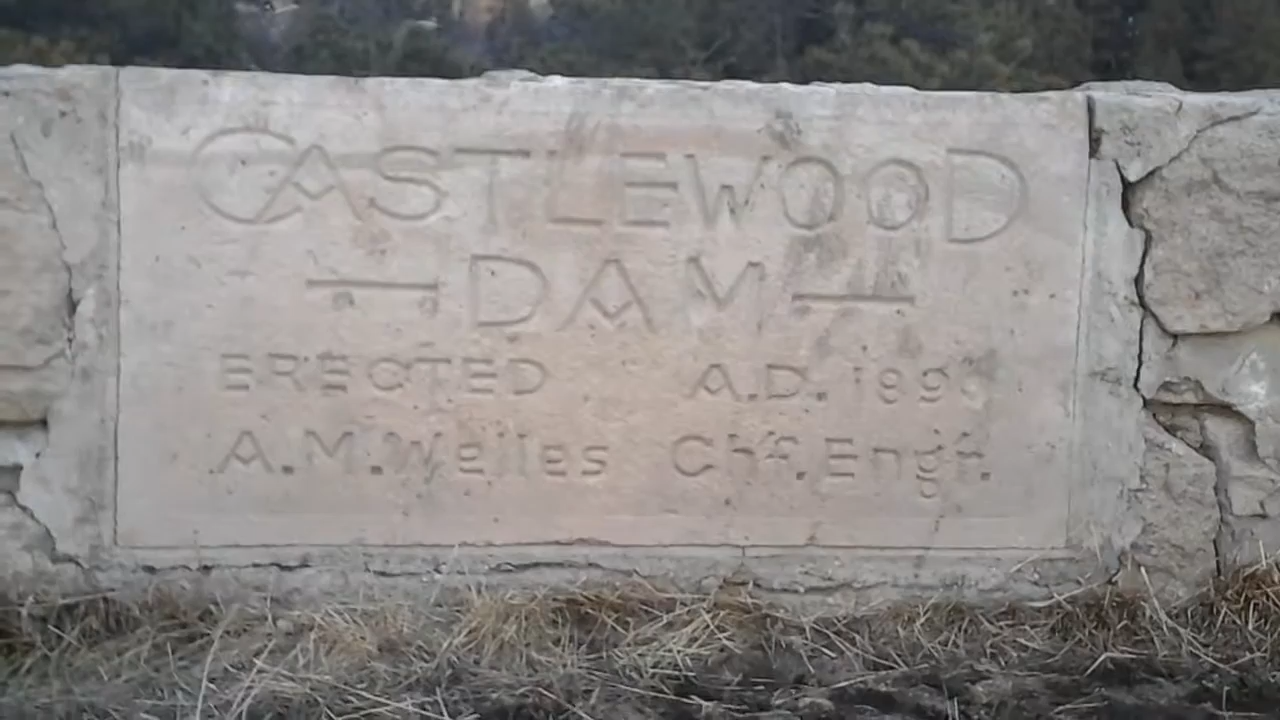 CASTLEWOOD
— DAM —
ERECTED A.D.
A.M. Welles Chf. Engr.